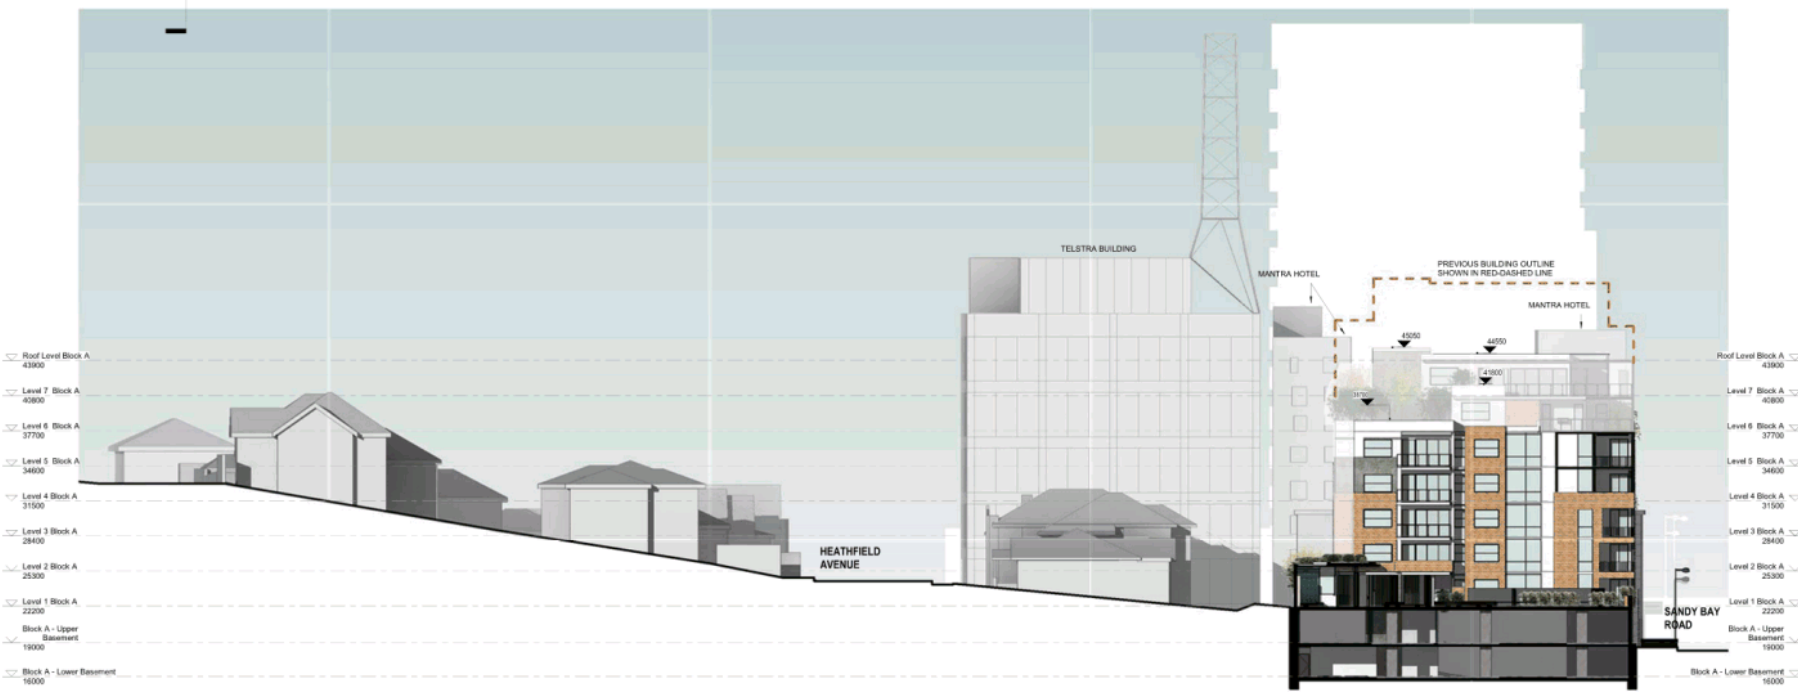 TELSTRA BUILDING
MANTRA HOTEL
PREVIOUS BUILDING OUTLINE
SHOWN IN RED-DASHED LINE
MANTRA HOTEL
45050
44550
41800
Roof Level Block A
43900
Level 7 Block A
40800
Level 6 Block A
37700
Level 5 Block A
34600
Level 4 Block A
31500
Level 3 Block A
28400
Level 2 Block A
25300
Level 1 Block A
22200
Block A - Upper
Basement
19000
Block A - Lower Basement
16000
HEATHFIELD
AVENUE
SANDY BAY
ROAD
Roof Level Block A
43900
Level 7 Block A
40800
Level 6 Block A
37700
Level 5 Block A
34600
Level 4 Block A
31500
Level 3 Block A
28400
Level 2 Block A
25300
Level 1 Block A
22200
Block A - Upper
Basement
19000
Block A - Lower Basement
16000